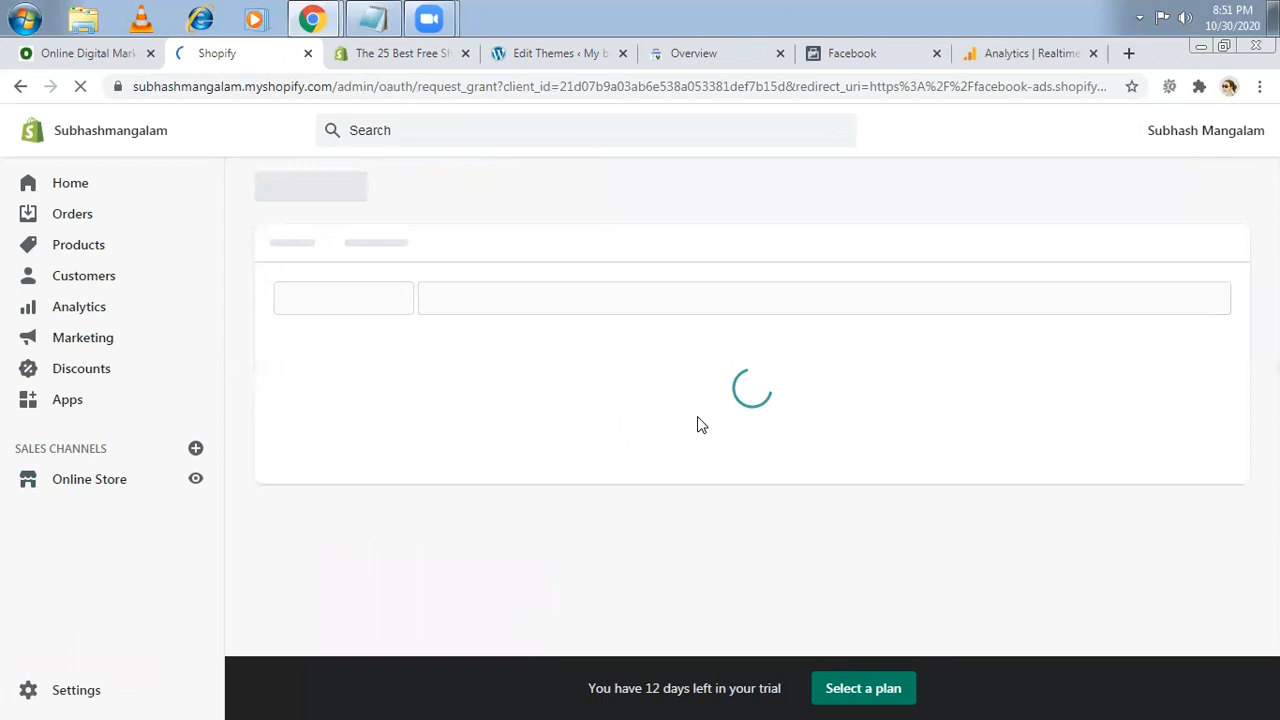 8:51 PM
10/30/2020
Online Digital Mark
Shopify
The 25 Best Free Sh
Edit Themes ‹ My b
Overview
Facebook
Analytics | Realtime
subhashmangalam.myshopify.com/admin/oauth/request_grant?client_id=21d07b9a03ab6e538a053381def7b15d&redirect_uri=https%3A%2F%2Ffacebook-ads.shopify...
Subhashmangalam
Search
Subhash Mangalam
Home
Orders
Products
Customers
Analytics
Marketing
Discounts
Apps
SALES CHANNELS
Online Store
Settings
You have 12 days left in your trial
Select a plan